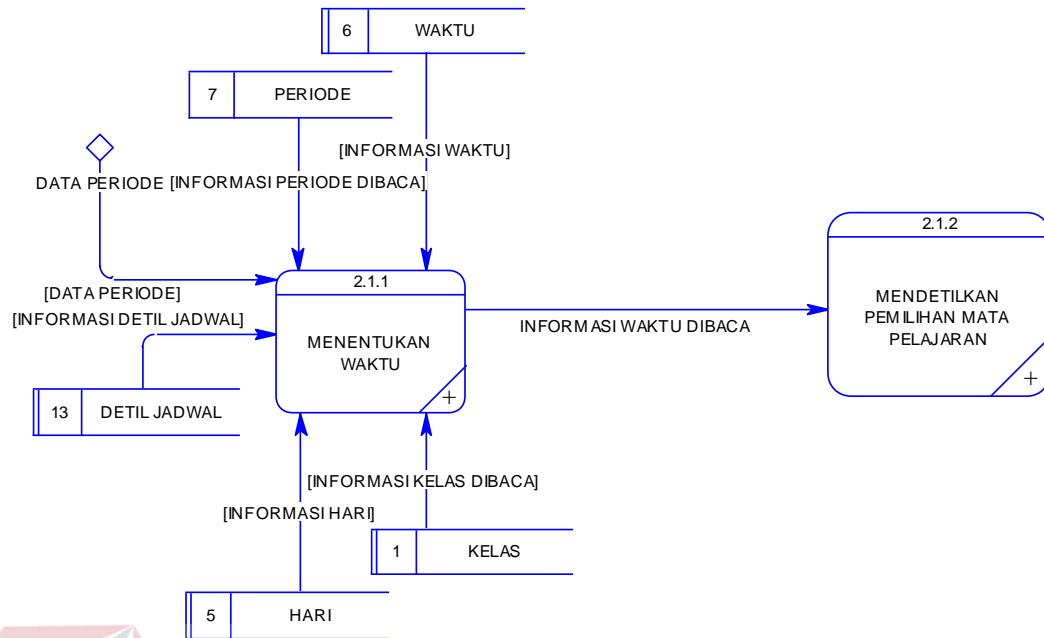 6 WAKTU
7 PERIODE
[INFORMASI WAKTU]
DATA PERIODE [INFORMASI PERIODE DIBACA]
2.1.2
2.1.1
[DATA PERIODE]
[INFORMASI DETIL JADWAL]
MENENTUKAN
WAKTU
INFORMASI WAKTU DIBACA
MENDETILKAN
PEMILIHAN MATA
PELAJARAN
+
+
13 DETIL JADWAL
[INFORMASI KELAS DIBACA]
[INFORMASI HARI]
1 KELAS
5 HARI